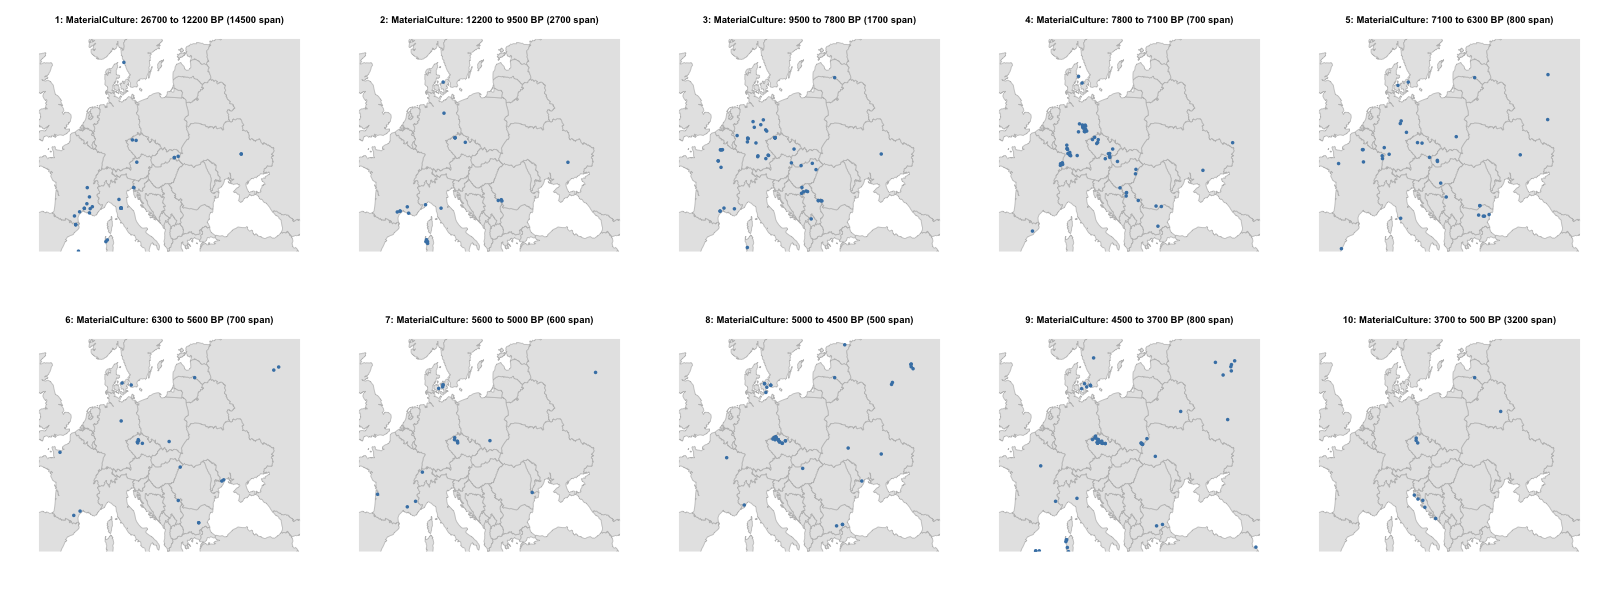 1: MaterialCulture: 26700 to 12200 BP (14500 span)
2: MaterialCulture: 12200 to 9500 BP (2700 span)
3: MaterialCulture: 9500 to 7800 BP (1700 span)
4: MaterialCulture: 7800 to 7100 BP (700 span)
5: MaterialCulture: 7100 to 6300 BP (800 span)
6: MaterialCulture: 6300 to 5600 BP (700 span)
7: MaterialCulture: 5600 to 5000 BP (600 span)
8: MaterialCulture: 5000 to 4500 BP (500 span)
9: MaterialCulture: 4500 to 3700 BP (800 span)
10: MaterialCulture: 3700 to 500 BP (3200 span)